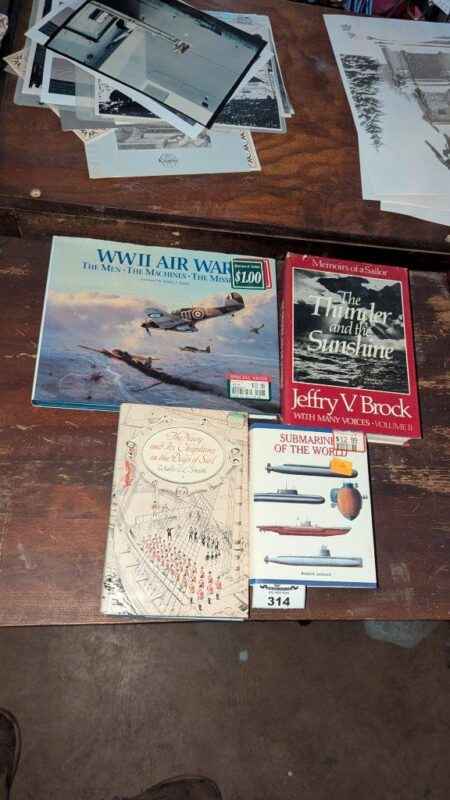 WWII AIR WAR
THE MEN · THE MACHINES · THE MISS
$1.00
Memoirs of a Sailor
The
Thunder
and the
Sunshine
Jeffry V. Brock
WITH MANY VOICES · VOLUME II
The Navy
and Its Chaplains
in the Days of Sail
SUBMARINES
OF THE WORLD
$12.99
314